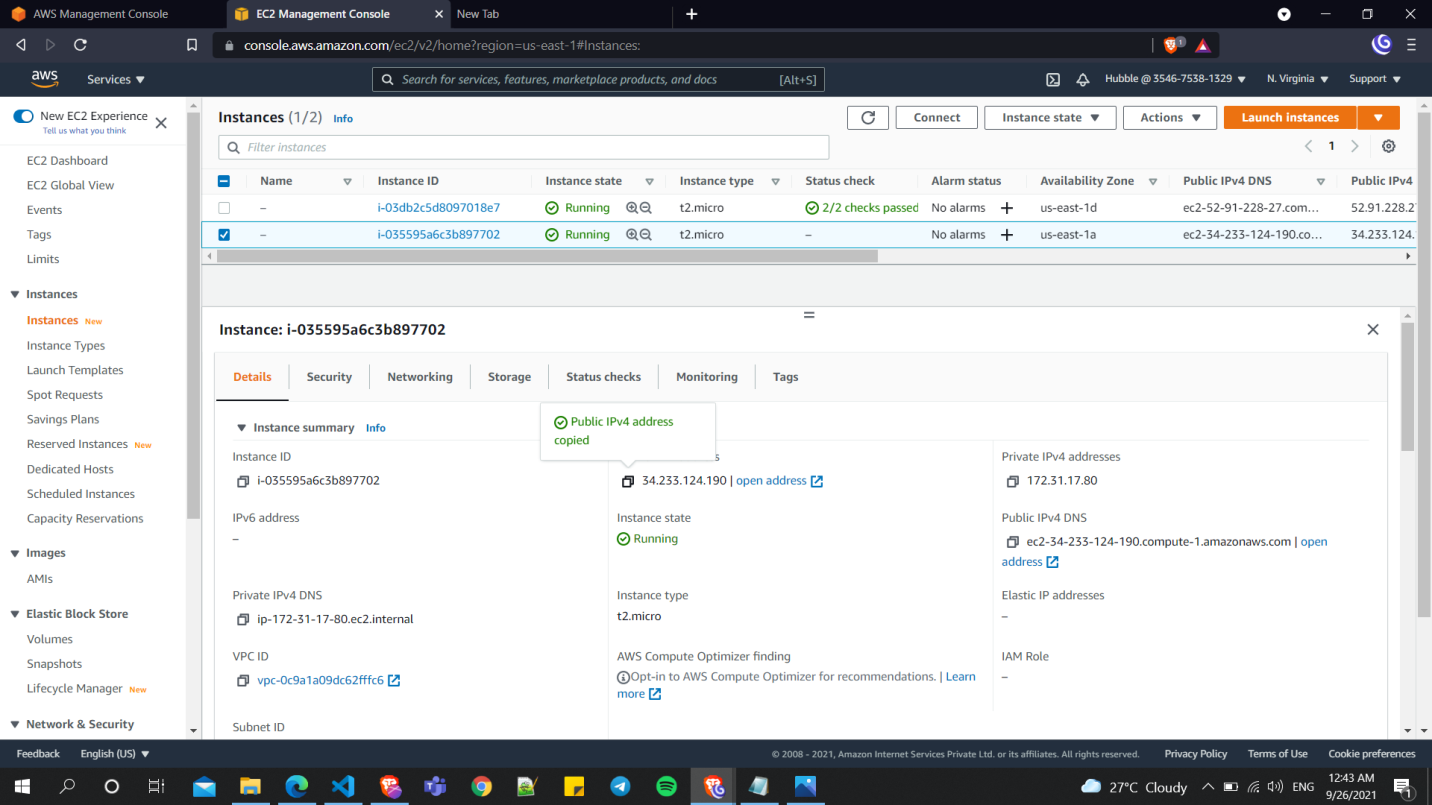 AWS Management Console
EC2 Management Console
New Tab
console.aws.amazon.com/ec2/v2/home?region=us-east-1#Instances:
1
aws
Services
Search for services, features, marketplace products, and docs
[Alt+S]
Hubble @ 3546-7538-1329
N. Virginia
Support
New EC2 Experience
Tell us what you think
EC2 Dashboard
EC2 Global View
Events
Tags
Limits
Instances
Instances New
Instance Types
Launch Templates
Spot Requests
Savings Plans
Reserved Instances New
Dedicated Hosts
Scheduled Instances
Capacity Reservations
Images
AMIs
Elastic Block Store
Volumes
Snapshots
Lifecycle Manager New
Network & Security
Instances (1/2) Info
Connect
Instance state
Actions
Launch instances
Filter instances
1
Name Instance ID Instance state Instance type Status check Alarm status Availability Zone Public IPv4 DNS Public IPv4
– i-03db2c5d8097018e7 Running t2.micro 2/2 checks passed No alarms us-east-1d ec2-52-91-228-27.com... 52.91.228.2
– i-035595a6c3b897702 Running t2.micro – No alarms us-east-1a ec2-34-233-124-190.co... 34.233.124.
Instance: i-035595a6c3b897702
Details Security Networking Storage Status checks Monitoring Tags
Public IPv4 address
copied
Instance summary Info
Instance ID
i-035595a6c3b897702
34.233.124.190 | open address
Private IPv4 addresses
172.31.17.80
IPv6 address
–
Instance state
Running
Public IPv4 DNS
ec2-34-233-124-190.compute-1.amazonaws.com | open
address
Private IPv4 DNS
ip-172-31-17-80.ec2.internal
Instance type
t2.micro
Elastic IP addresses
–
VPC ID
vpc-0c9a1a09dc62fffc6
AWS Compute Optimizer finding
Opt-in to AWS Compute Optimizer for recommendations. | Learn
more
IAM Role
–
Subnet ID
Feedback
English (US)
© 2008 - 2021, Amazon Internet Services Private Ltd. or its affiliates. All rights reserved.
Privacy Policy
Terms of Use
Cookie preferences
27°C Cloudy
ENG
12:43 AM
9/26/2021
1